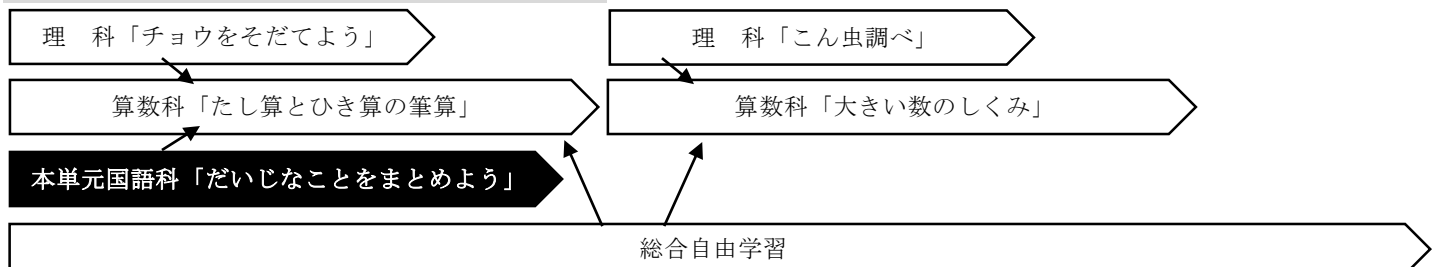 理　科「チョウをそだてよう」
理　科「こん虫調べ」
算数科「たし算とひき算の筆算」
算数科「大きい数のしくみ」
本単元国語科「だいじなことをまとめよう」
総合自由学習